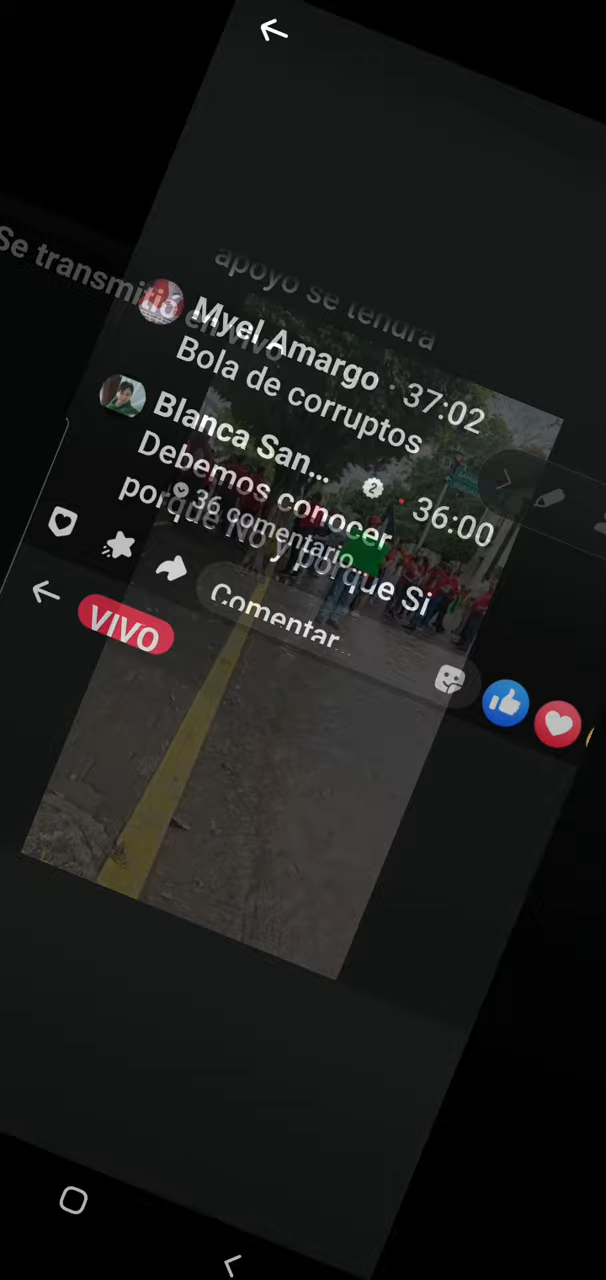 apoyo se tendrá
Se transmitió en vivo
Myel Amargo · 37:02
Bola de corruptos
Blanca San... 2 · 36:00
Debemos conocer
porque No y porque Si
36 comentario...
Comentar...
VIVO